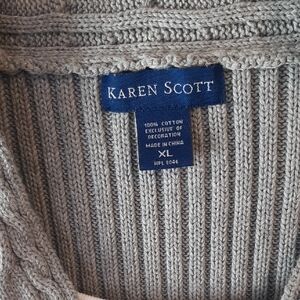 KAREN SCOTT
100% COTTON
EXCLUSIVE OF
DECORATION
MADE IN CHINA
XL